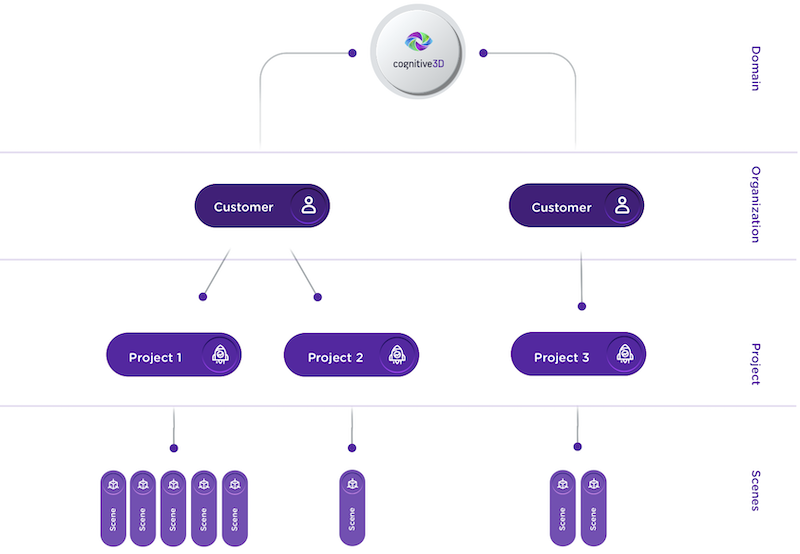 cognitive3D
Domain
Customer
Customer
Organization
Project 1
Project 2
Project 3
Project
Scene
Scene
Scene
Scene
Scene
Scene
Scene
Scene
Scenes